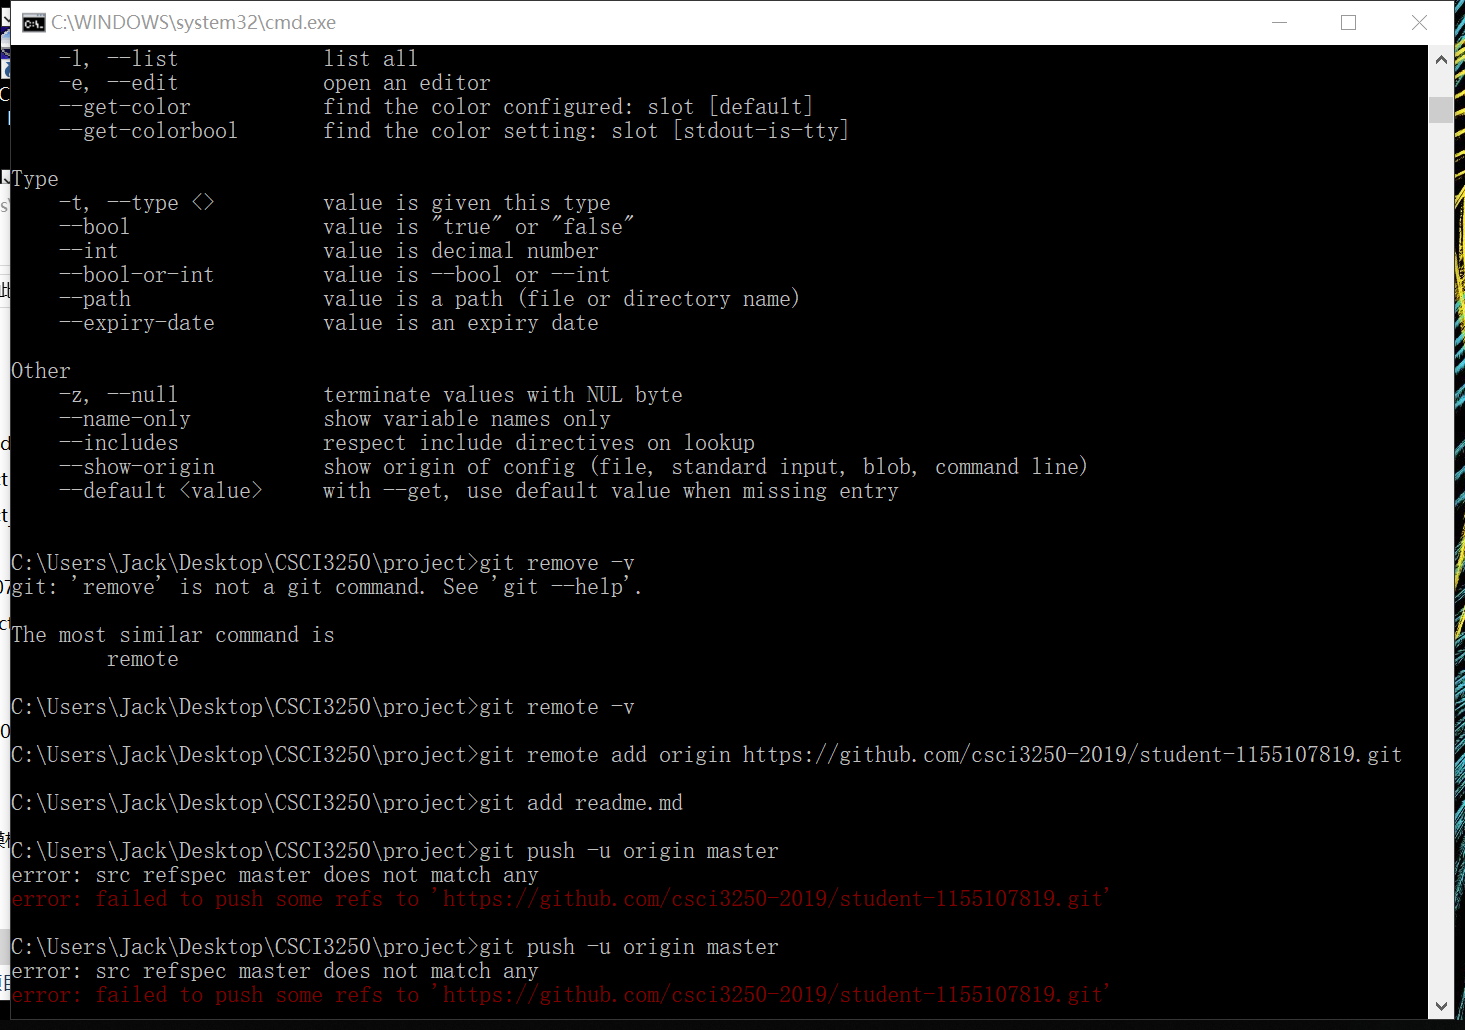 C:\WINDOWS\system32\cmd.exe
-l, --list list all
-e, --edit open an editor
--get-color find the color configured: slot [default]
--get-colorbool find the color setting: slot [stdout-is-tty]
Type
-t, --type <> value is given this type
--bool value is "true" or "false"
--int value is decimal number
--bool-or-int value is --bool or --int
--path value is a path (file or directory name)
--expiry-date value is an expiry date
Other
-z, --null terminate values with NUL byte
--name-only show variable names only
--includes respect include directives on lookup
--show-origin show origin of config (file, standard input, blob, command line)
--default <value> with --get, use default value when missing entry
C:\Users\Jack\Desktop\CSCI3250\project>git remove -v
git: 'remove' is not a git command. See 'git --help'.
The most similar command is
remote
C:\Users\Jack\Desktop\CSCI3250\project>git remote -v
C:\Users\Jack\Desktop\CSCI3250\project>git remote add origin https://github.com/csci3250-2019/student-1155107819.git
C:\Users\Jack\Desktop\CSCI3250\project>git add readme.md
C:\Users\Jack\Desktop\CSCI3250\project>git push -u origin master
error: src refspec master does not match any
error: failed to push some refs to 'https://github.com/csci3250-2019/student-1155107819.git'
C:\Users\Jack\Desktop\CSCI3250\project>git push -u origin master
error: src refspec master does not match any
error: failed to push some refs to 'https://github.com/csci3250-2019/student-1155107819.git'